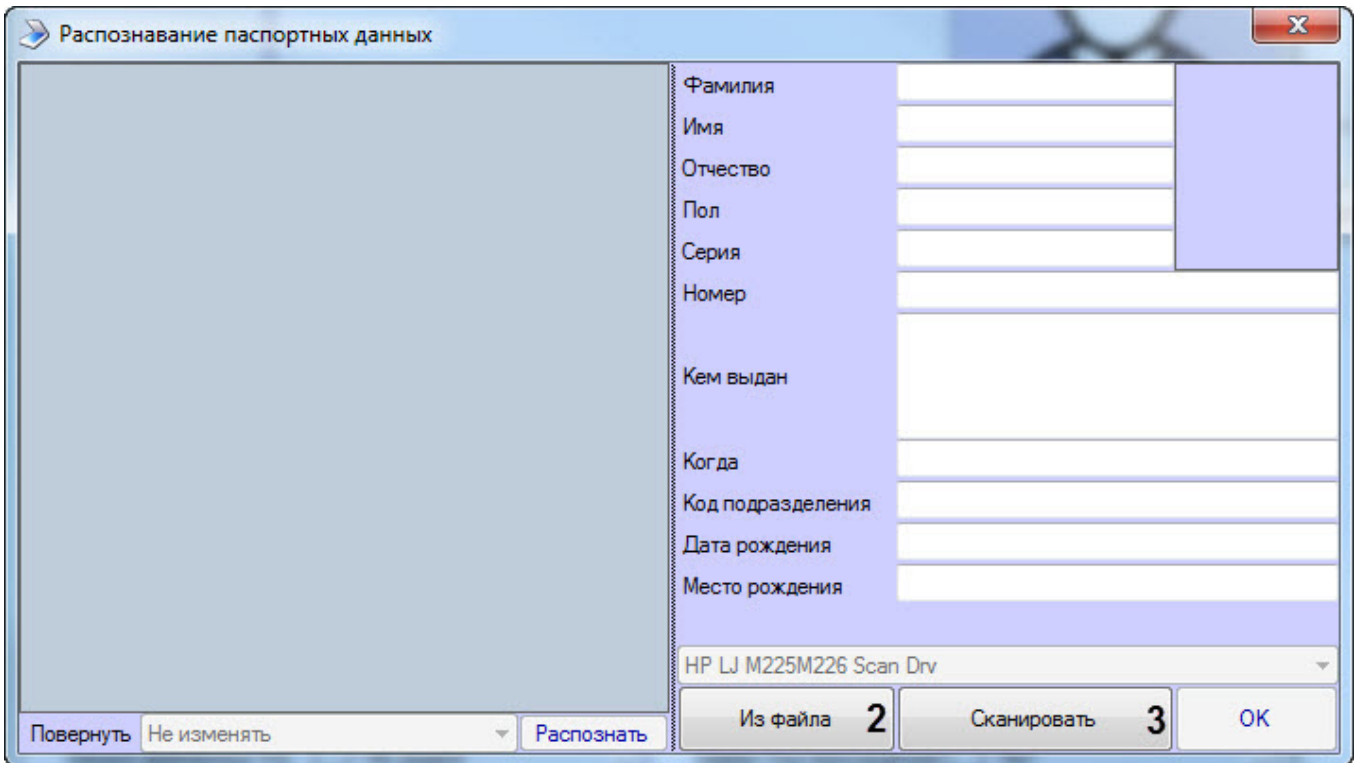 Распознавание паспортных данных
Фамилия
Имя
Отчество
Пол
Серия
Номер
Кем выдан
Когда
Код подразделения
Дата рождения
Место рождения
HP LJ M225M226 Scan Drv
Из файла 2 Сканировать 3 OK
Повернуть Не изменять Распознать